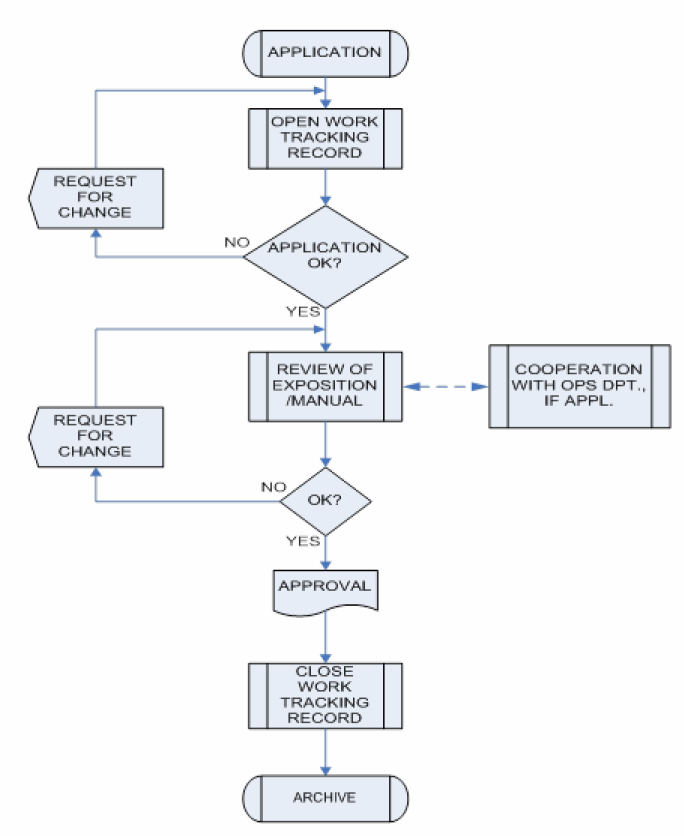 APPLICATION
OPEN WORK
TRACKING
RECORD
REQUEST
FOR
CHANGE
NO
APPLICATION
OK?
YES
REVIEW OF
EXPOSITION
/MANUAL
COOPERATION
WITH OPS DPT.,
IF APPL.
REQUEST
FOR
CHANGE
NO
OK?
YES
APPROVAL
CLOSE
WORK
TRACKING
RECORD
ARCHIVE